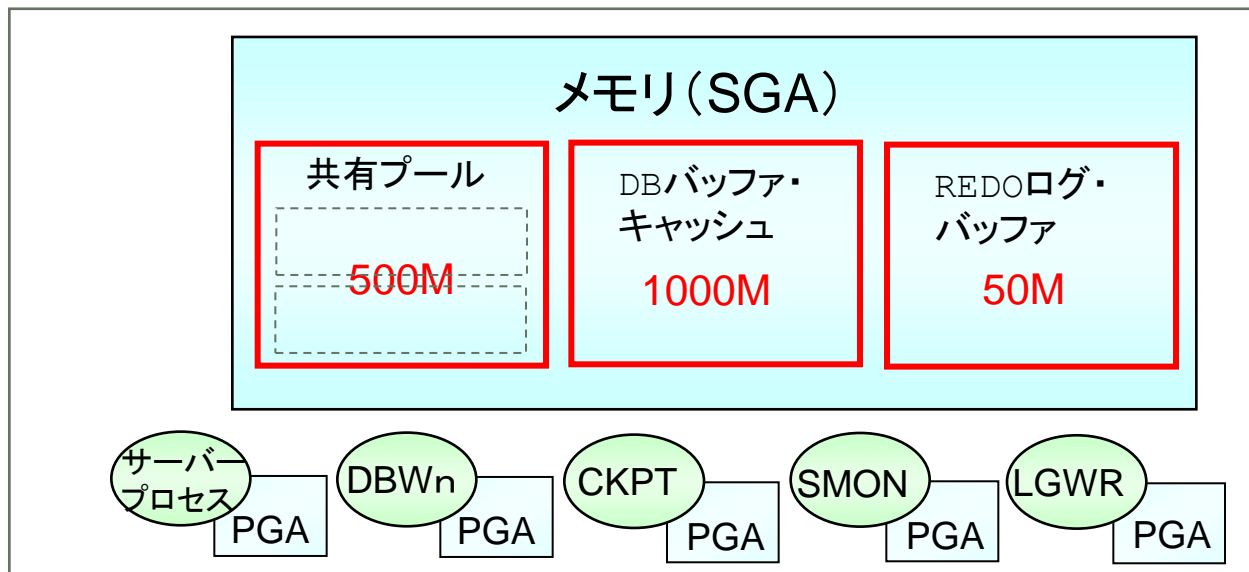 メモリ(SGA)
共有プール
500M
DBバッファ・
キャッシュ
1000M
REDOログ・
バッファ
50M
サーバー
プロセス
PGA
DBWn
PGA
CKPT
PGA
SMON
PGA
LGWR
PGA